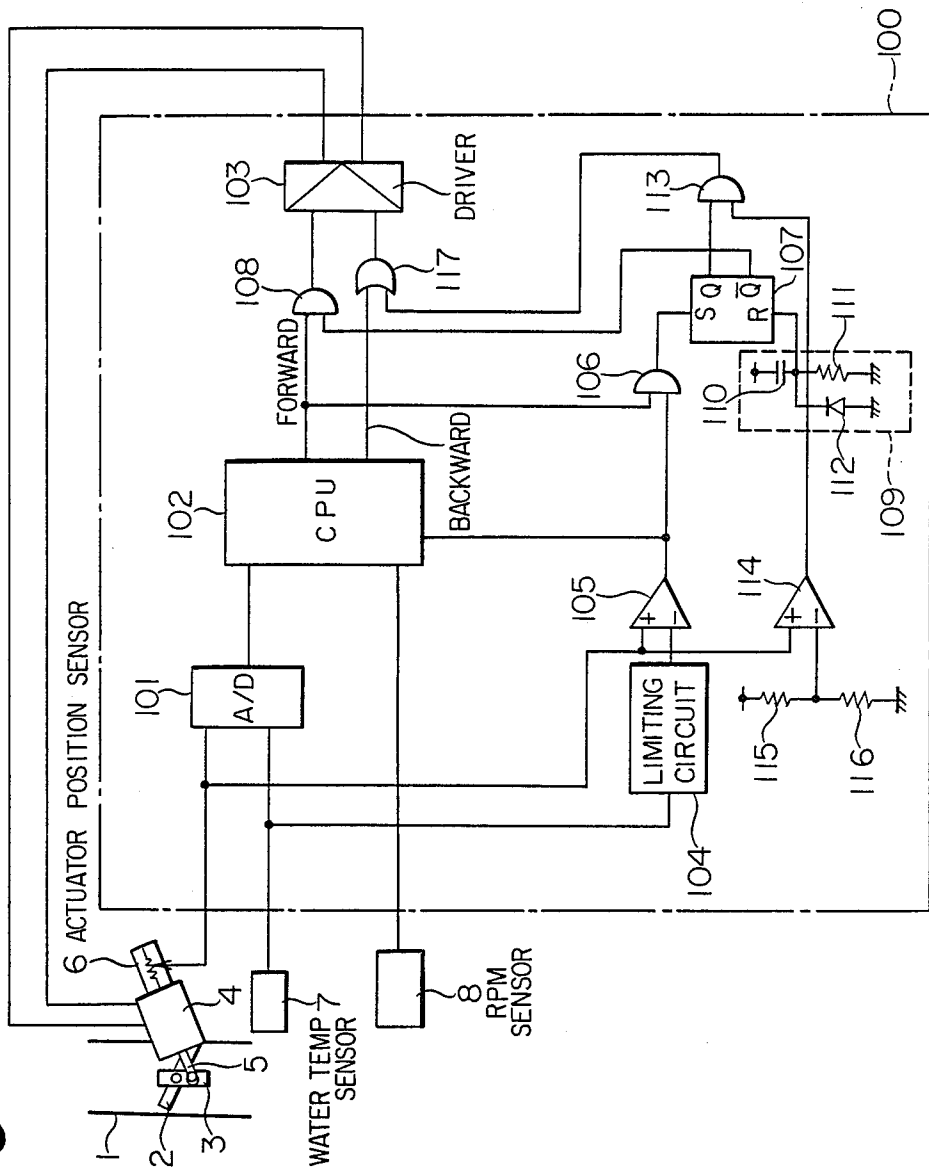 6 ACTUATOR POSITION SENSOR
103
DRIVER
100
108
117
113
FORWARD
BACKWARD
102
CPU
106
S Q
Q
R
107
110
111
112
109
101
A/D
105
+
−
114
+
−
LIMITING
CIRCUIT
104
115
116
4
5
1
2
3
7
WATER TEMP
SENSOR
8
RPM
SENSOR